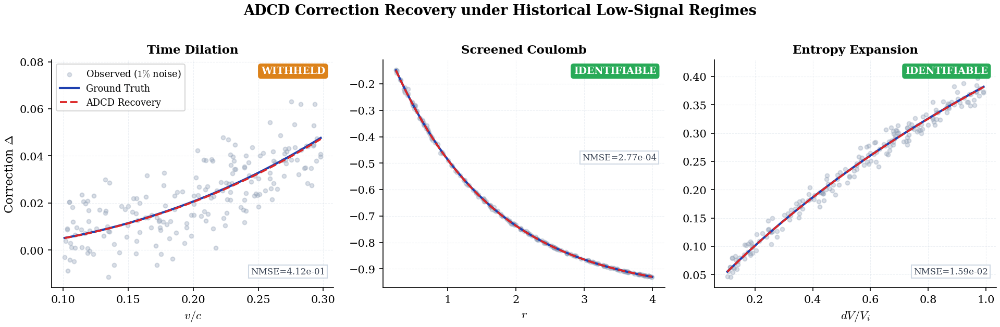 ADCD Correction Recovery under Historical Low-Signal Regimes
Time Dilation
WITHHELD
Observed (1% noise)
Ground Truth
ADCD Recovery
NMSE=4.12e-01
Correction Δ
0.08
0.06
0.04
0.02
0.00
0.10
0.15
0.20
0.25
0.30
v/c
Screened Coulomb
IDENTIFIABLE
NMSE=2.77e-04
−0.2
−0.3
−0.4
−0.5
−0.6
−0.7
−0.8
−0.9
1
2
3
4
r
Entropy Expansion
IDENTIFIABLE
NMSE=1.59e-02
0.40
0.35
0.30
0.25
0.20
0.15
0.10
0.05
0.2
0.4
0.6
0.8
1.0
dV/Vᵢ